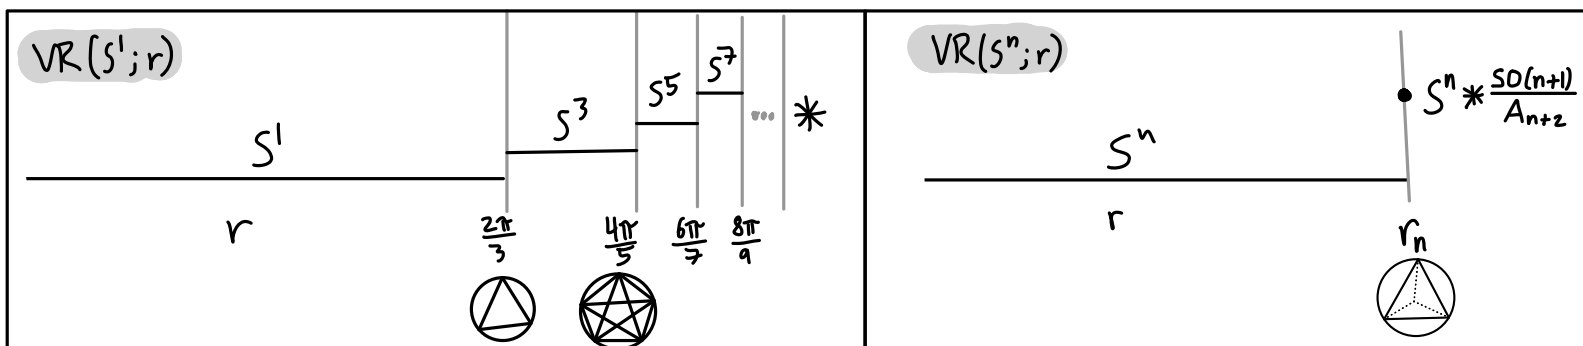 VR(S¹;r)
S¹
S³
S⁵
S⁷
... *
r
2π/3
4π/5
6π/7
8π/9
VR(Sⁿ;r)
Sⁿ
Sⁿ * SO(n+1)/Aₙ₊₂
r
rₙ